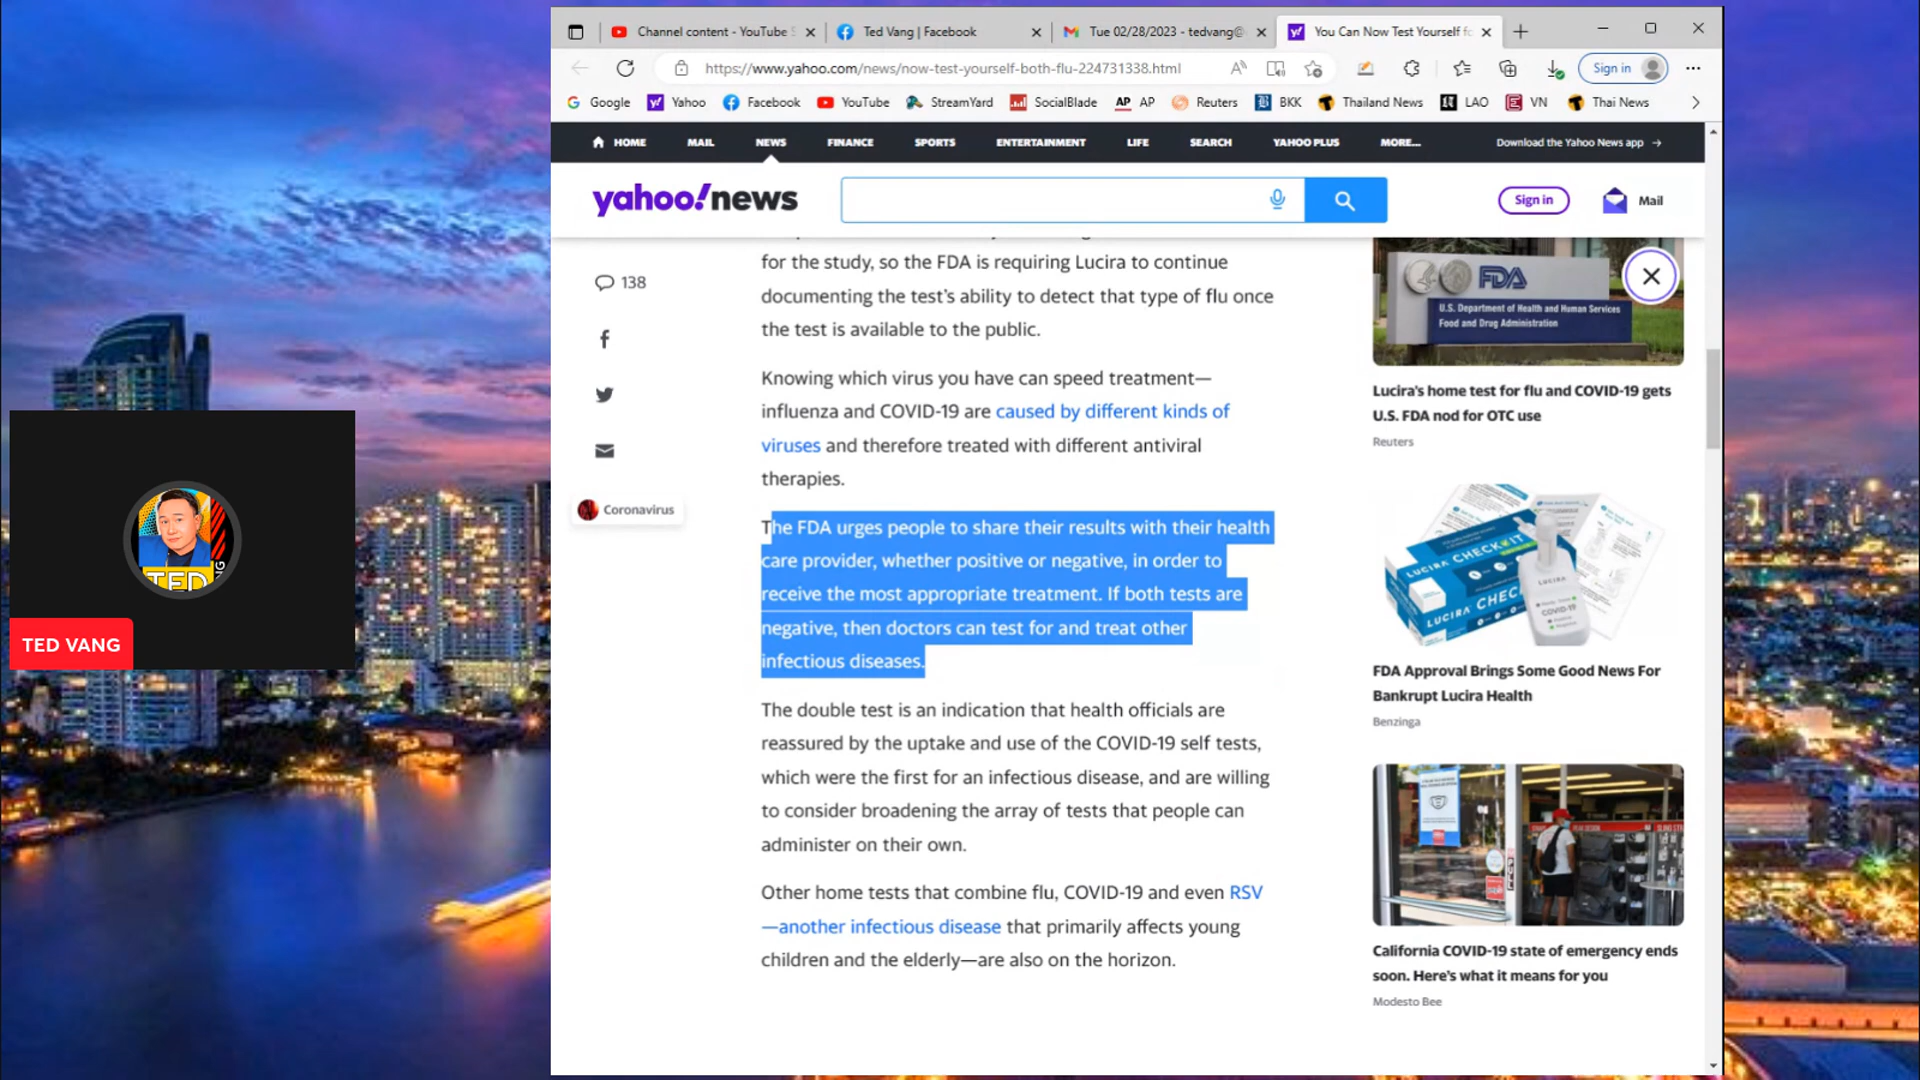 Channel content - YouTube S
Ted Vang | Facebook
Tue 02/28/2023 - tedvang@
You Can Now Test Yourself fo
https://www.yahoo.com/news/now-test-yourself-both-flu-224731338.html
Sign in
Google
Yahoo
Facebook
YouTube
StreamYard
SocialBlade
AP AP
Reuters
BKK
Thailand News
LAO
VN
Thai News
HOME
MAIL
NEWS
FINANCE
SPORTS
ENTERTAINMENT
LIFE
SEARCH
YAHOO PLUS
MORE...
Download the Yahoo News app →
yahoo!news
Sign in
Mail
138
Coronavirus
for the study, so the FDA is requiring Lucira to continue
documenting the test's ability to detect that type of flu once
the test is available to the public.
Knowing which virus you have can speed treatment—
influenza and COVID-19 are caused by different kinds of
viruses and therefore treated with different antiviral
therapies.
The FDA urges people to share their results with their health
care provider, whether positive or negative, in order to
receive the most appropriate treatment. If both tests are
negative, then doctors can test for and treat other
infectious diseases.
The double test is an indication that health officials are
reassured by the uptake and use of the COVID-19 self tests,
which were the first for an infectious disease, and are willing
to consider broadening the array of tests that people can
administer on their own.
Other home tests that combine flu, COVID-19 and even RSV
—another infectious disease that primarily affects young
children and the elderly—are also on the horizon.
FDA
U.S. Department of Health and Human Services
Food and Drug Administration
Lucira's home test for flu and COVID-19 gets
U.S. FDA nod for OTC use
Reuters
LUCIRA CHECK IT
LUCIRA CHEC
LUCIRA
COVID-19
FDA Approval Brings Some Good News For
Bankrupt Lucira Health
Benzinga
California COVID-19 state of emergency ends
soon. Here's what it means for you
Modesto Bee
TED
NG
TED VANG